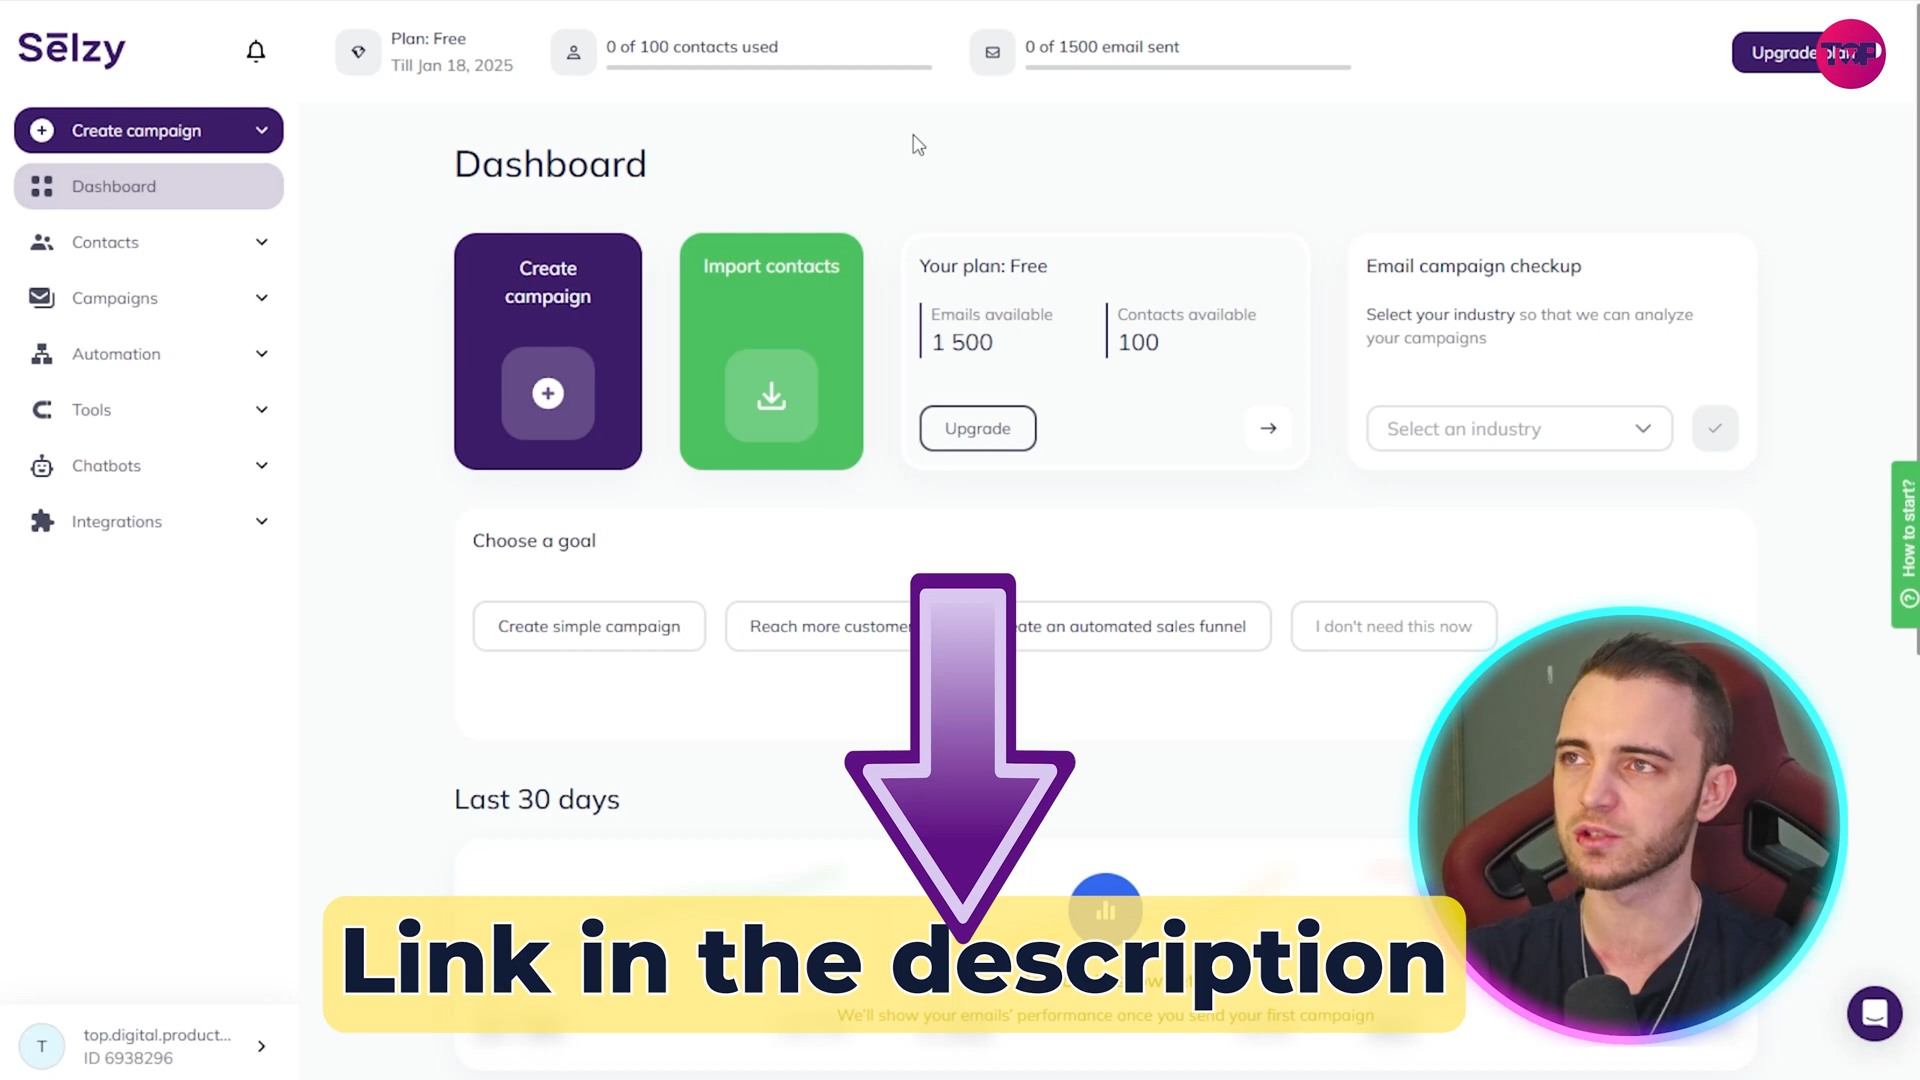 Sēlzy
Plan: Free
Till Jan 18, 2025
0 of 100 contacts used
0 of 1500 email sent
Upgrade plan
TOP
Create campaign
Dashboard
Contacts
Campaigns
Automation
Tools
Chatbots
Integrations
Dashboard
Create
campaign
Import contacts
Your plan: Free
Emails available
1 500
Contacts available
100
Upgrade
Email campaign checkup
Select your industry so that we can analyze
your campaigns
Select an industry
How to start?
Choose a goal
Create simple campaign
Reach more customer
ate an automated sales funnel
I don't need this now
Last 30 days
Link in the description
We'll show your emails' performance once you send your first campaign
T
top.digital.product...
ID 6938296